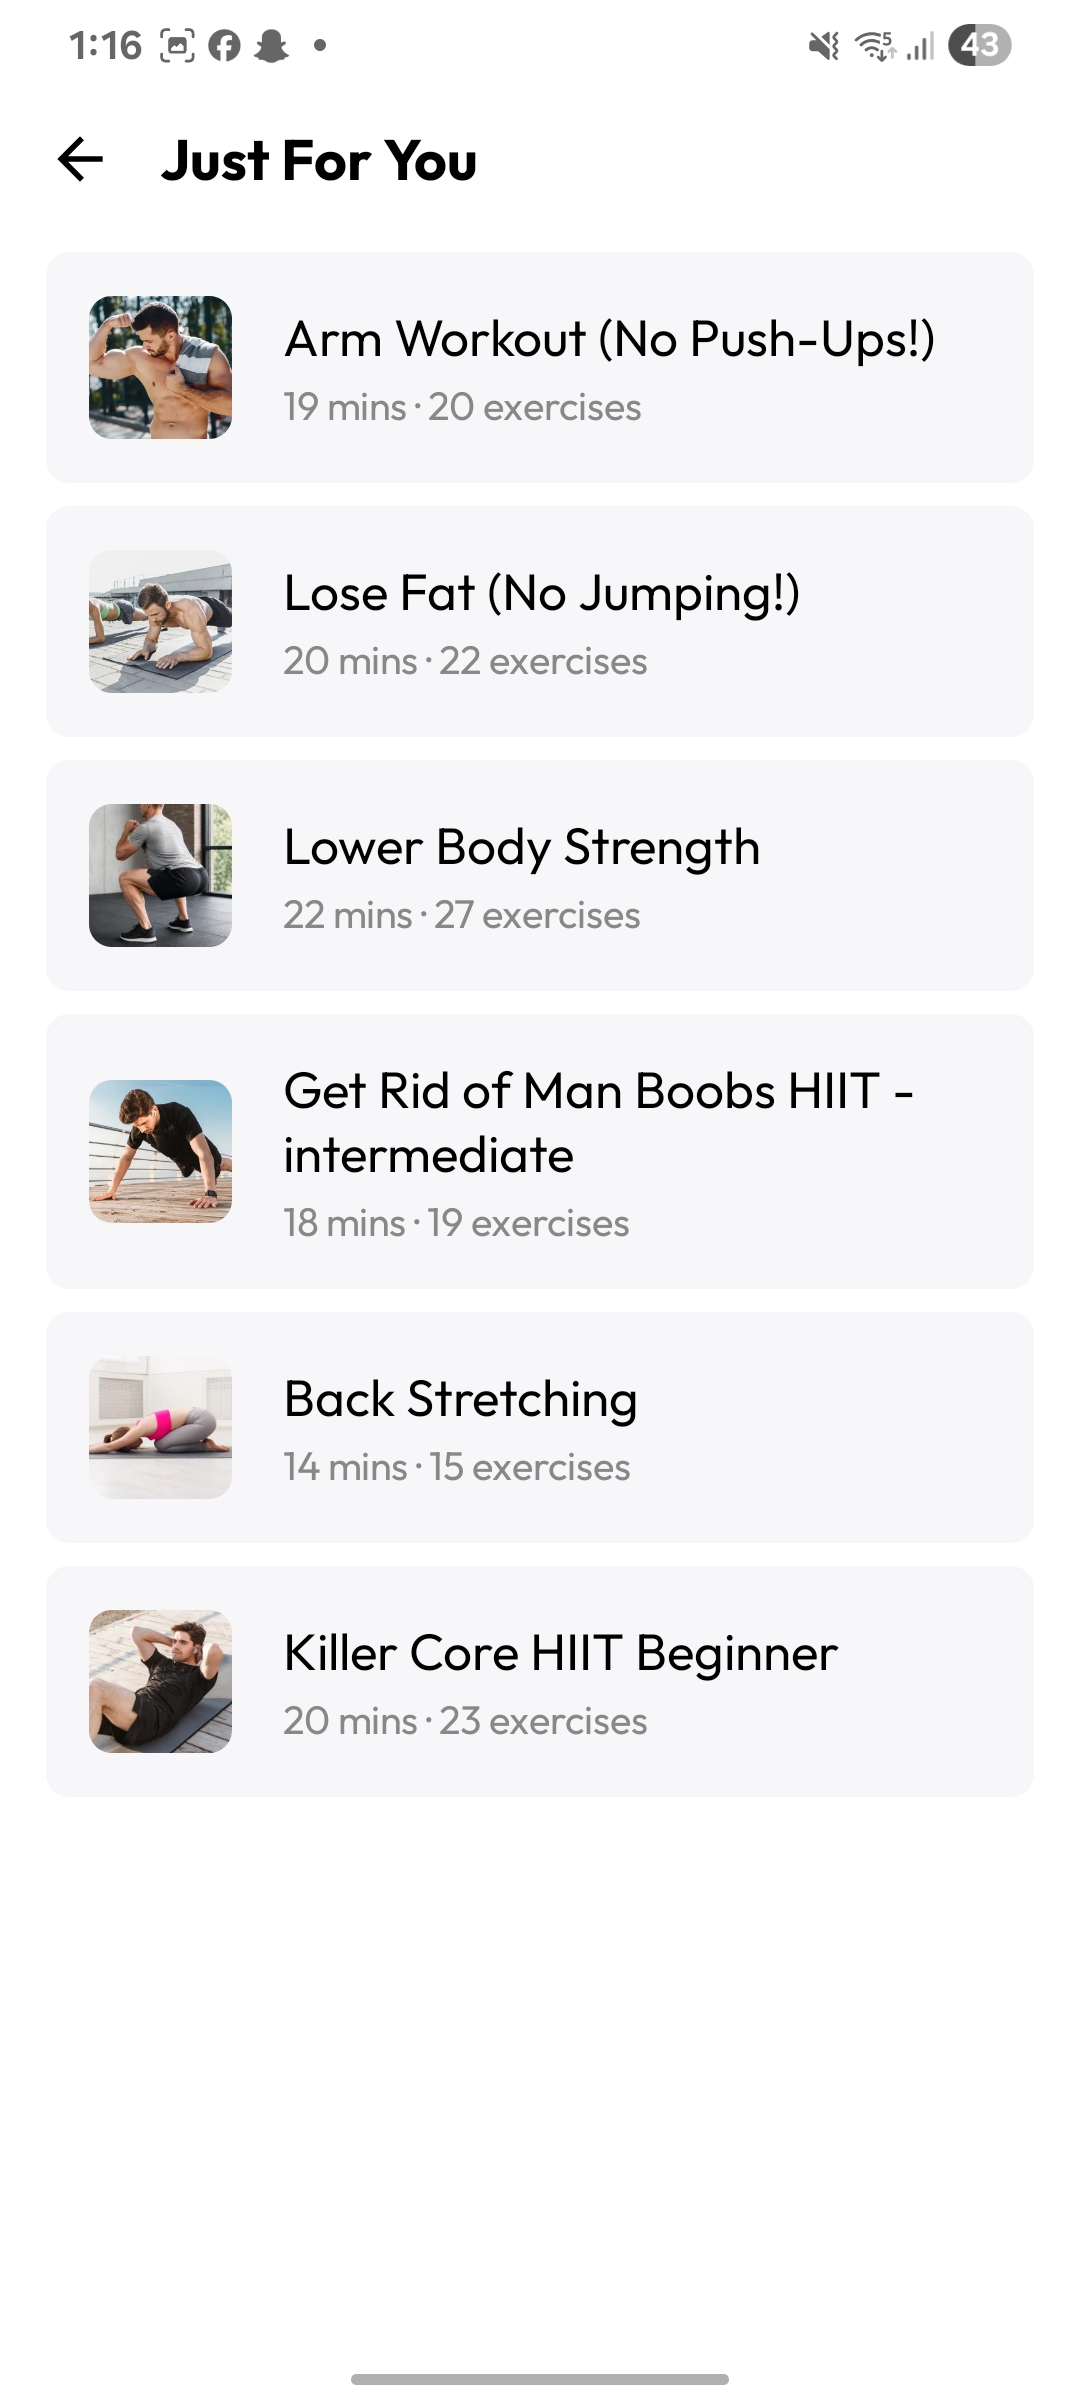 1:16
5
43
Just For You
Arm Workout (No Push-Ups!)
19 mins · 20 exercises
Lose Fat (No Jumping!)
20 mins · 22 exercises
Lower Body Strength
22 mins · 27 exercises
Get Rid of Man Boobs HIIT -
intermediate
18 mins · 19 exercises
Back Stretching
14 mins · 15 exercises
Killer Core HIIT Beginner
20 mins · 23 exercises